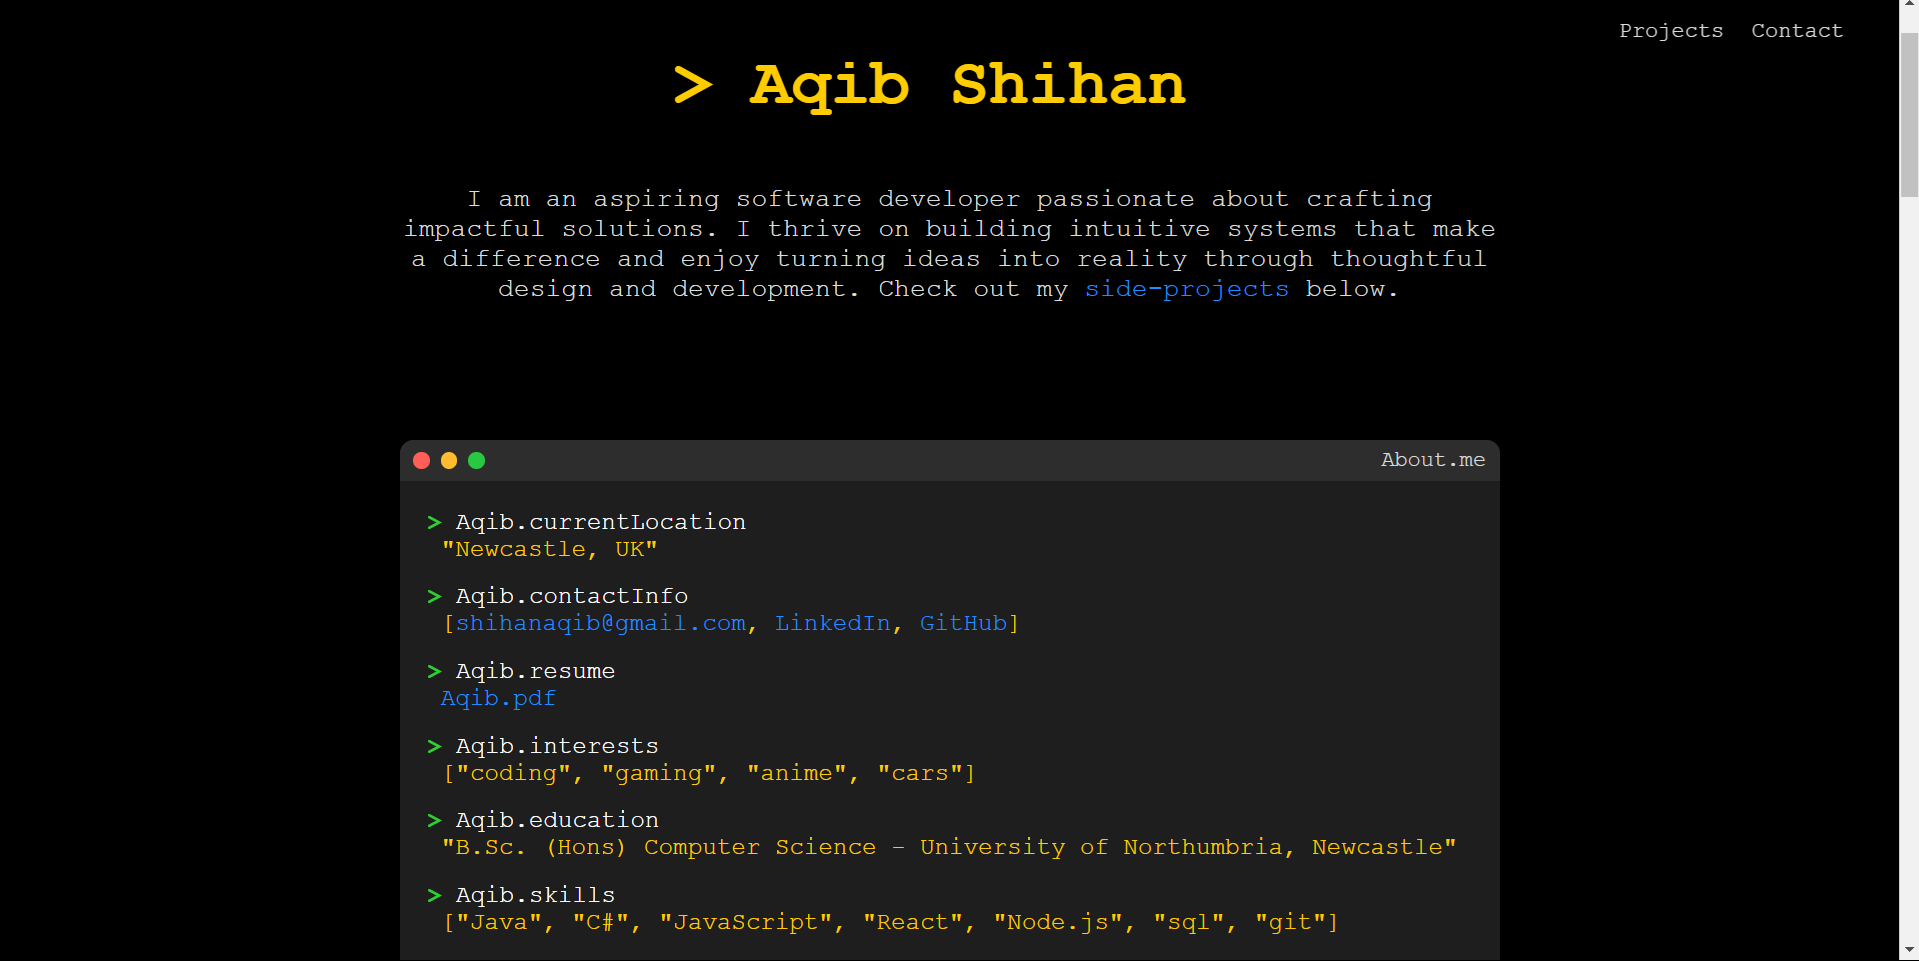 Projects Contact
> Aqib Shihan
I am an aspiring software developer passionate about crafting
impactful solutions. I thrive on building intuitive systems that make
a difference and enjoy turning ideas into reality through thoughtful
design and development. Check out my side-projects below.
About.me
> Aqib.currentLocation
"Newcastle, UK"
> Aqib.contactInfo
[shihanaqib@gmail.com, LinkedIn, GitHub]
> Aqib.resume
Aqib.pdf
> Aqib.interests
["coding", "gaming", "anime", "cars"]
> Aqib.education
"B.Sc. (Hons) Computer Science – University of Northumbria, Newcastle"
> Aqib.skills
["Java", "C#", "JavaScript", "React", "Node.js", "sql", "git"]